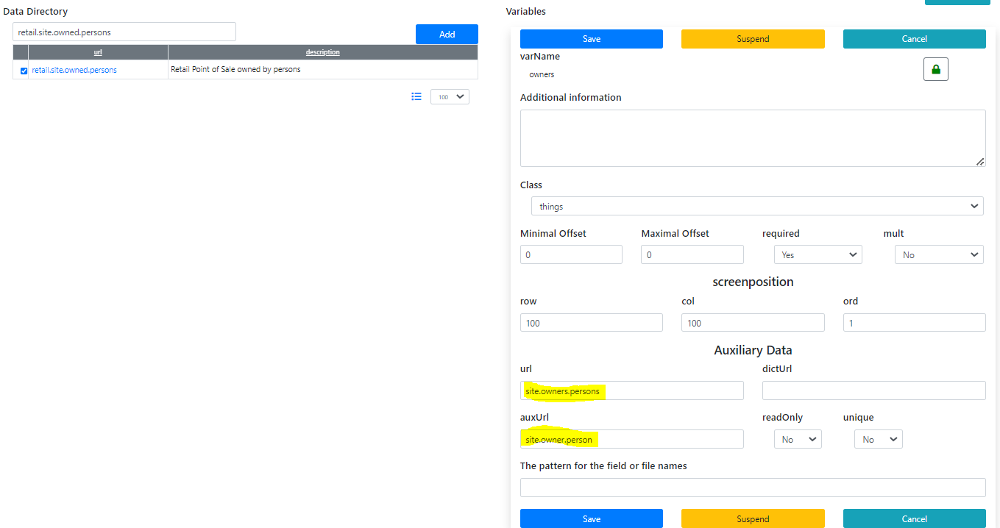 Data Directory
retail.site.owned.persons
Add
url description
retail.site.owned.persons Retail Point of Sale owned by persons
100
Variables
Save Suspend Cancel
varName
owners
Additional information
Class
things
Minimal Offset Maximal Offset required mult
0 0 Yes No
screenposition
row col ord
100 100 1
Auxiliary Data
url dictUrl
site.owners.persons
auxUrl readOnly unique
site.owner.person No No
The pattern for the field or file names
Save Suspend Cancel